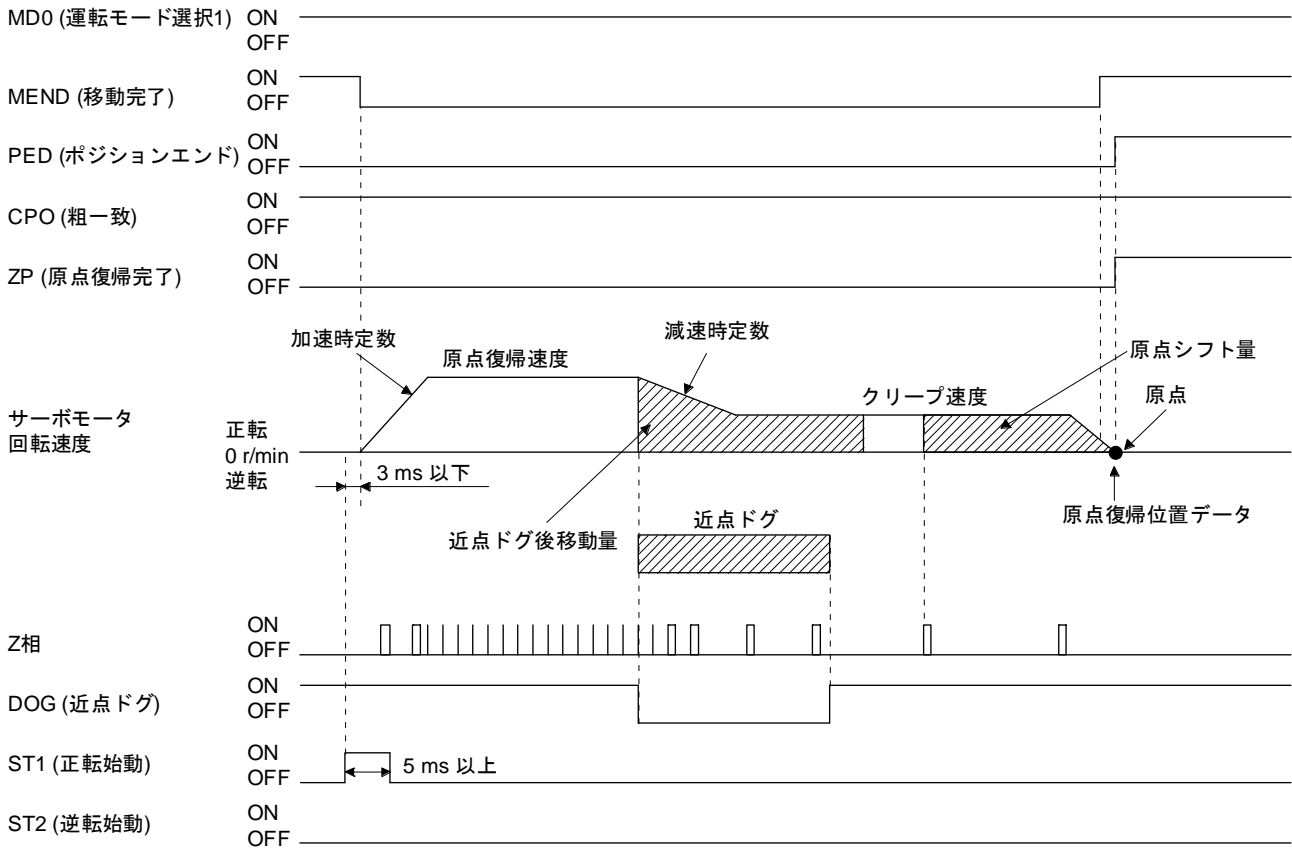 MD0 (運転モード選択1) ON
OFF
MEND (移動完了) ON
OFF
PED (ポジションエンド) ON
OFF
CPO (粗一致) ON
OFF
ZP (原点復帰完了) ON
OFF
加速時定数
原点復帰速度
減速時定数
原点シフト量
クリープ速度
原点
サーボモータ
回転速度
正転
0 r/min
逆転
3 ms 以下
近点ドグ後移動量
近点ドグ
原点復帰位置データ
Z相 ON
OFF
DOG (近点ドグ) ON
OFF
ST1 (正転始動) ON
OFF
5 ms 以上
ST2 (逆転始動) ON
OFF